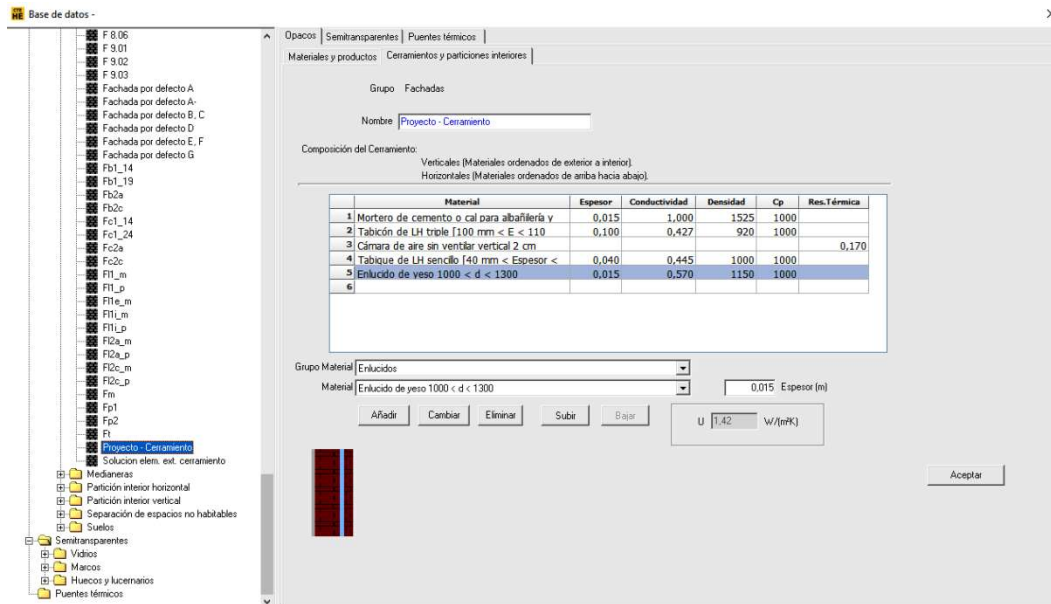 CTE HE Base de datos -
F 8.06
F 9.01
F 9.02
F 9.03
Fachada por defecto A
Fachada por defecto A-
Fachada por defecto B, C
Fachada por defecto D
Fachada por defecto E, F
Fachada por defecto G
Fb1_14
Fb1_19
Fb2a
Fb2c
Fc1_14
Fc1_24
Fc2a
Fc2c
Fl1_m
Fl1_p
Fl1e_m
Fl1i_m
Fl1i_p
Fl2a_m
Fl2a_p
Fl2c_m
Fl2c_p
Fm
Fp1
Fp2
Ft
Proyecto - Cerramiento
Solucion elem. ext. cerramiento
Medianeras
Partición interior horizontal
Partición interior vertical
Separación de espacios no habitables
Suelos
Semitransparentes
Vidrios
Marcos
Huecos y lucernarios
Puentes térmicos
Opacos Semitransparentes Puentes térmicos
Materiales y productos Cerramientos y particiones interiores
Grupo Fachadas
Nombre Proyecto - Cerramiento
Composición del Cerramiento:
Verticales (Materiales ordenados de exterior a interior).
Horizontales (Materiales ordenados de arriba hacia abajo).
Material Espesor Conductividad Densidad Cp Res.Térmica
1 Mortero de cemento o cal para albañilería y 0,015 1,000 1525 1000
2 Tabicón de LH triple [100 mm < E < 110 0,100 0,427 920 1000
3 Cámara de aire sin ventilar vertical 2 cm 0,170
4 Tabique de LH sencillo [40 mm < Espesor < 0,040 0,445 1000 1000
5 Enlucido de yeso 1000 < d < 1300 0,015 0,570 1150 1000
6
Grupo Material Enlucidos
Material Enlucido de yeso 1000 < d < 1300 0,015 Espesor (m)
Añadir Cambiar Eliminar Subir Bajar U 1,42 W/(m²K)
Aceptar